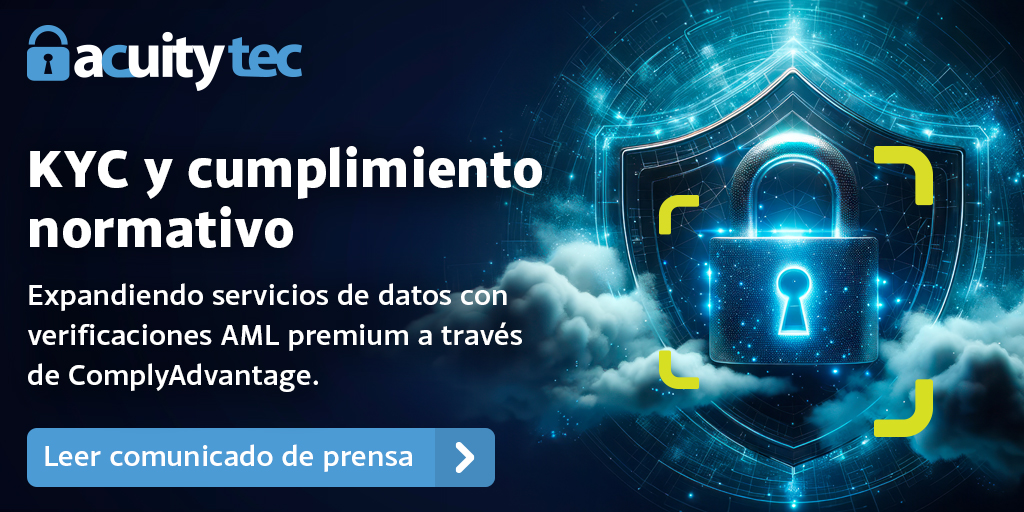 acuitytec
KYC y cumplimiento
normativo
Expandiendo servicios de datos con
verificaciones AML premium a través
de ComplyAdvantage.
Leer comunicado de prensa